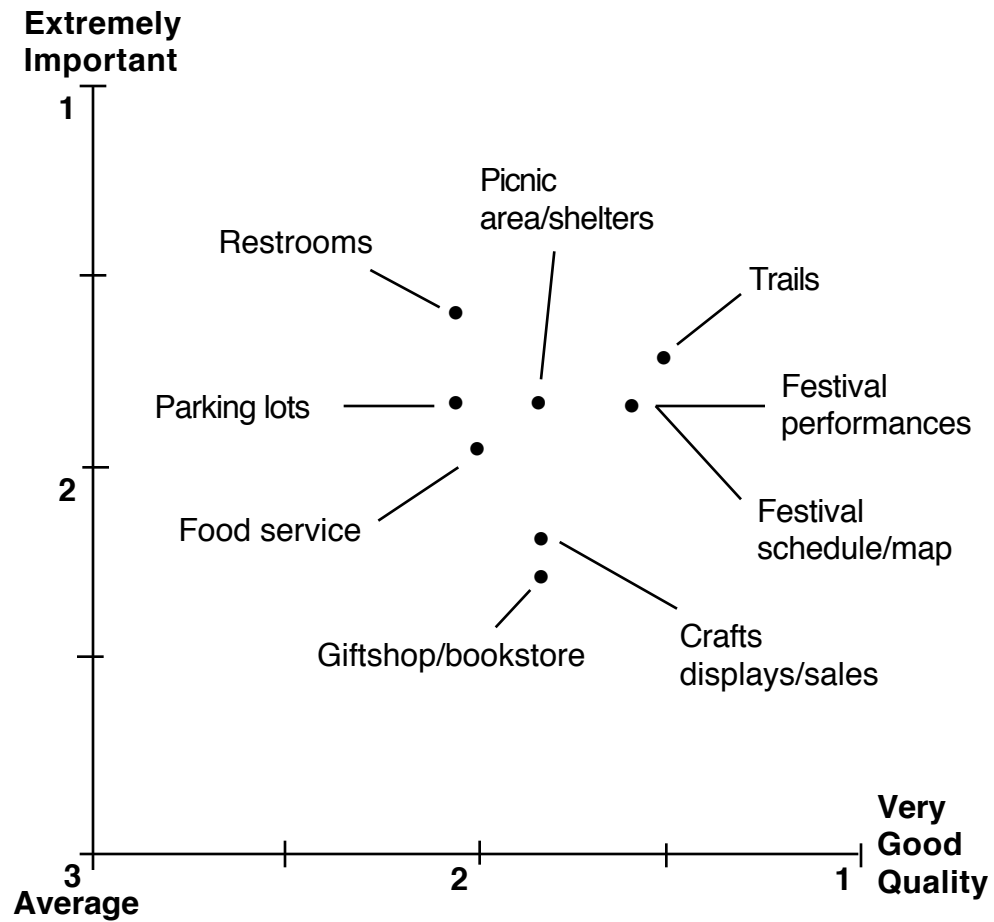 Extremely
Important
1
Picnic
area/shelters
Restrooms
Trails
Parking lots
Festival
performances
2
Food service
Festival
schedule/map
Giftshop/bookstore
Crafts
displays/sales
Very
Good
Quality
3
2
1
Average